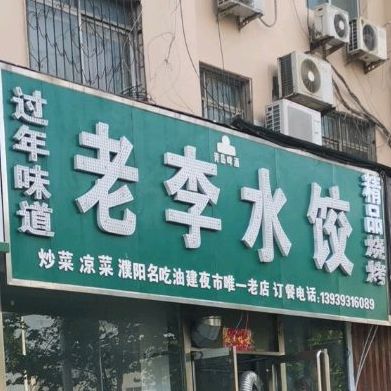 过年味道
青岛啤酒
老李水饺
精品烧烤
炒菜 凉菜 濮阳名吃油建夜市唯一老店 订餐电话:13939316089